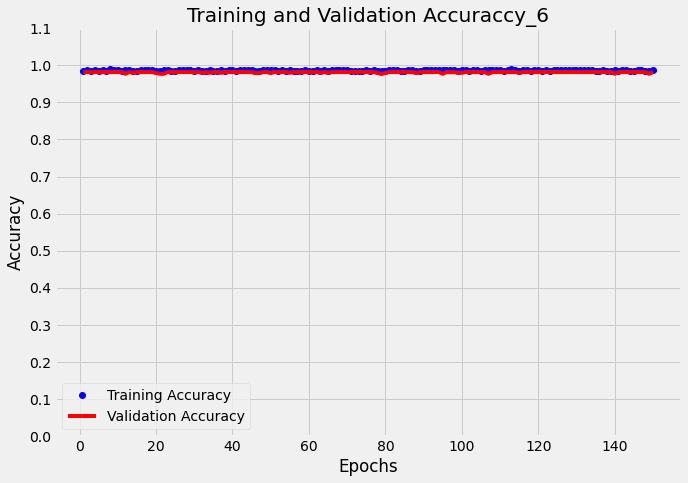 Training and Validation Accuraccy_6
1.1
1.0
0.9
0.8
0.7
0.6
0.5
0.4
0.3
0.2
0.1
0.0
Accuracy
Training Accuracy
Validation Accuracy
0 20 40 60 80 100 120 140
Epochs